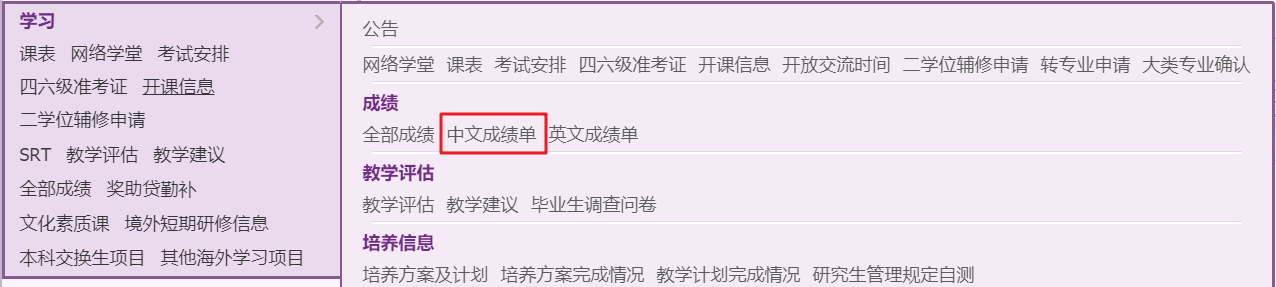 学习
课表 网络学堂 考试安排
四六级准考证 开课信息
二学位辅修申请
SRT 教学评估 教学建议
全部成绩 奖助贷勤补
文化素质课 境外短期研修信息
本科交换生项目 其他海外学习项目
公告
网络学堂 课表 考试安排 四六级准考证 开课信息 开放交流时间 二学位辅修申请 转专业申请 大类专业确认
成绩
全部成绩 中文成绩单 英文成绩单
教学评估
教学评估 教学建议 毕业生调查问卷
培养信息
培养方案及计划 培养方案完成情况 教学计划完成情况 研究生管理规定自测